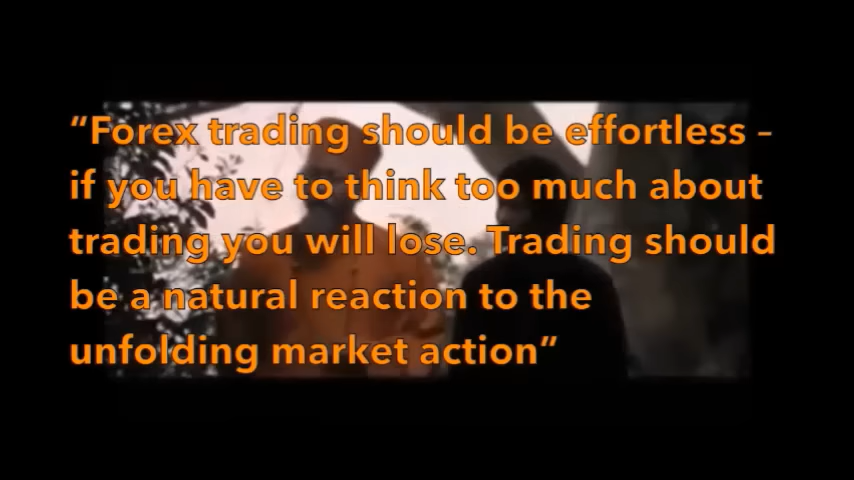 “Forex trading should be effortless –
if you have to think too much about
trading you will lose. Trading should
be a natural reaction to the
unfolding market action”